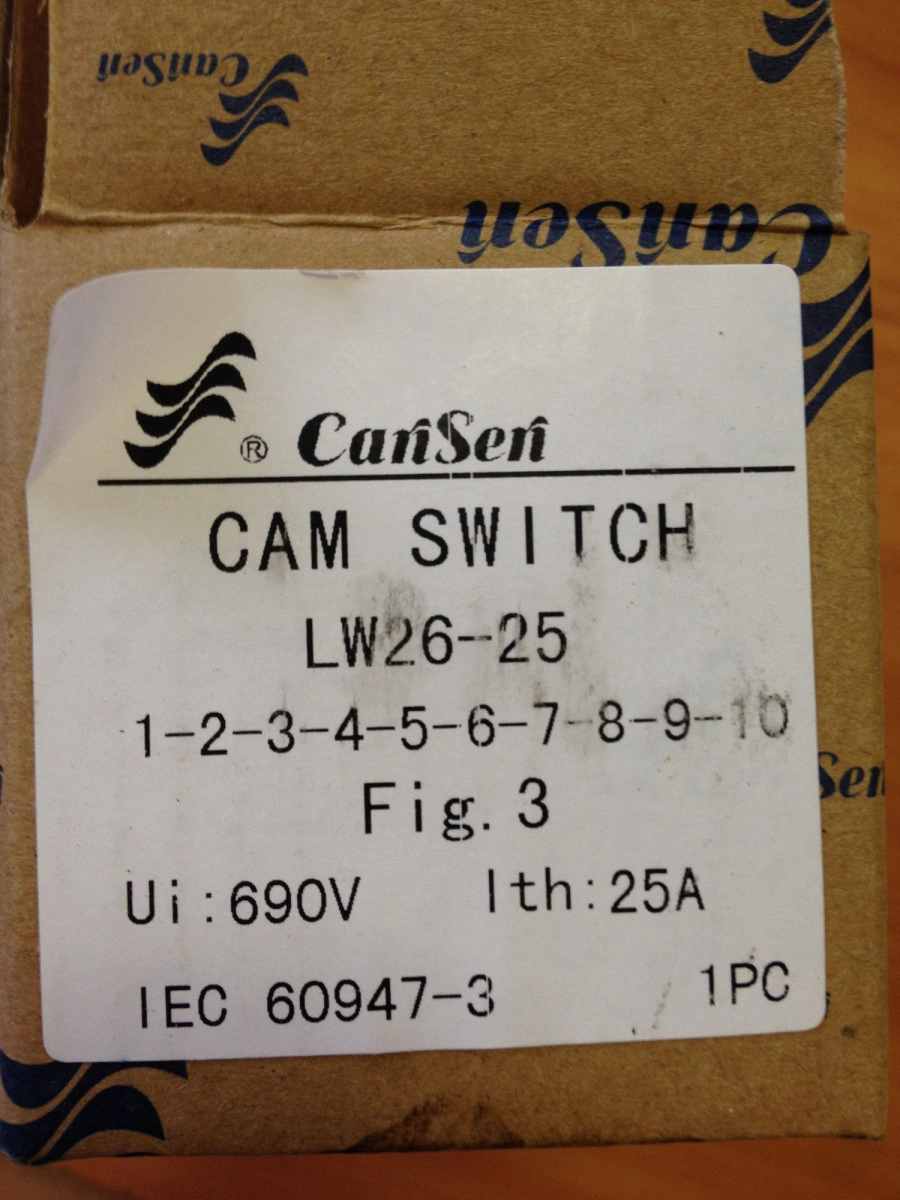 CanSen
CanSen
® CanSen
CAM SWITCH
LW26-25
1-2-3-4-5-6-7-8-9-10
Fig.3
Ui:690V Ith:25A
IEC 60947-3 1PC
Sen